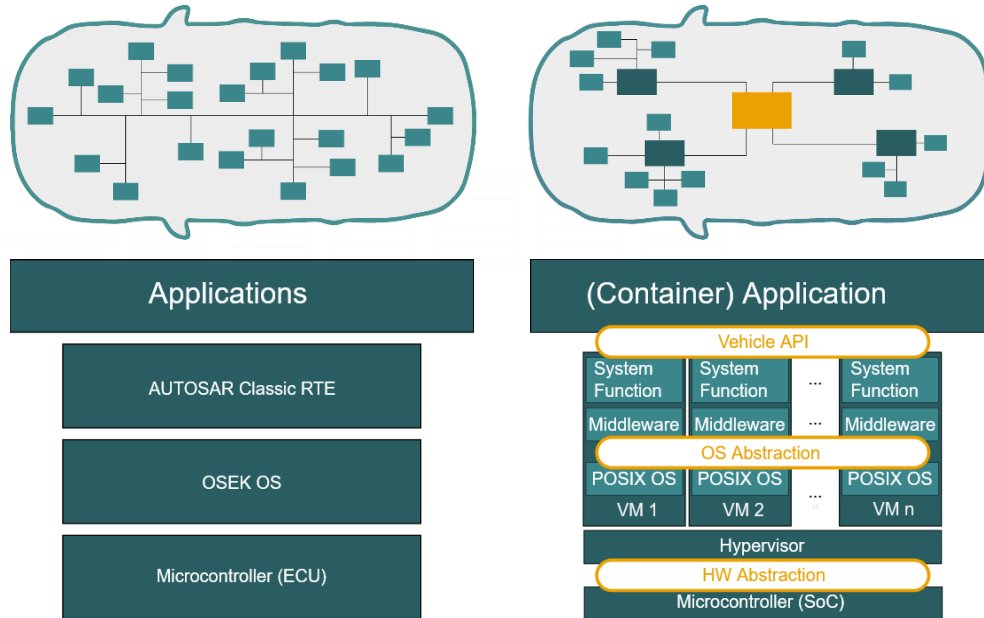 Applications
AUTOSAR Classic RTE
OSEK OS
Microcontroller (ECU)
(Container) Application
Vehicle API
System Function
System Function
...
System Function
Middleware
Middleware
...
Middleware
OS Abstraction
POSIX OS
POSIX OS
...
POSIX OS
VM 1
VM 2
VM n
Hypervisor
HW Abstraction
Microcontroller (SoC)